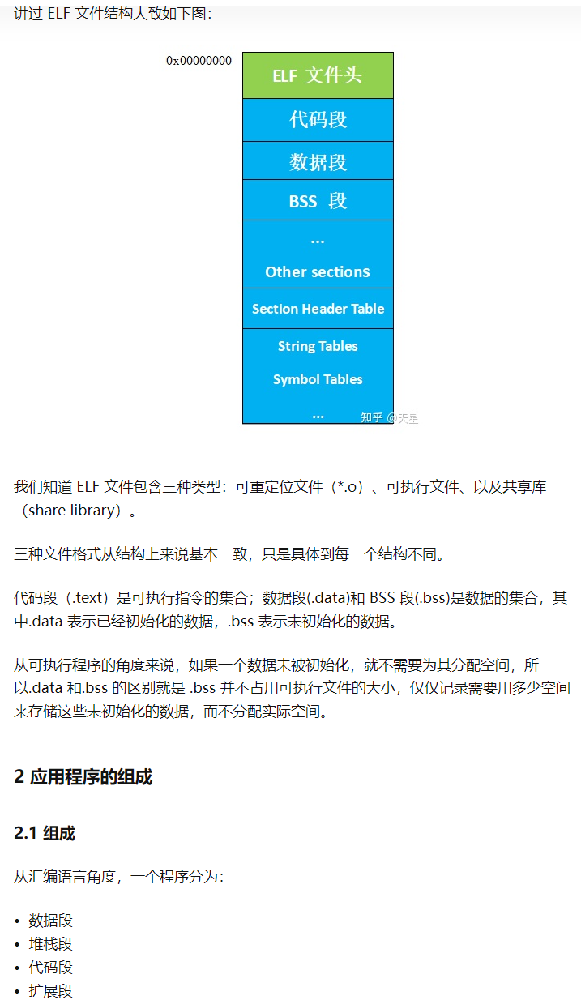 讲过 ELF 文件结构大致如下图：
0x00000000
ELF 文件头
代码段
数据段
BSS 段
...
Other sections
Section Header Table
String Tables
Symbol Tables
...
知乎 @天星
我们知道 ELF 文件包含三种类型：可重定位文件（*.o）、可执行文件、以及共享库
（share library）。
三种文件格式从结构上来说基本一致，只是具体到每一个结构不同。
代码段（.text）是可执行指令的集合；数据段(.data)和 BSS 段(.bss)是数据的集合，其
中.data 表示已经初始化的数据，.bss 表示未初始化的数据。
从可执行程序的角度来说，如果一个数据未被初始化，就不需要为其分配空间，所
以.data 和.bss 的区别就是 .bss 并不占用可执行文件的大小，仅仅记录需要用多少空间
来存储这些未初始化的数据，而不分配实际空间。
2 应用程序的组成
2.1 组成
从汇编语言角度，一个程序分为：
• 数据段
• 堆栈段
• 代码段
• 扩展段